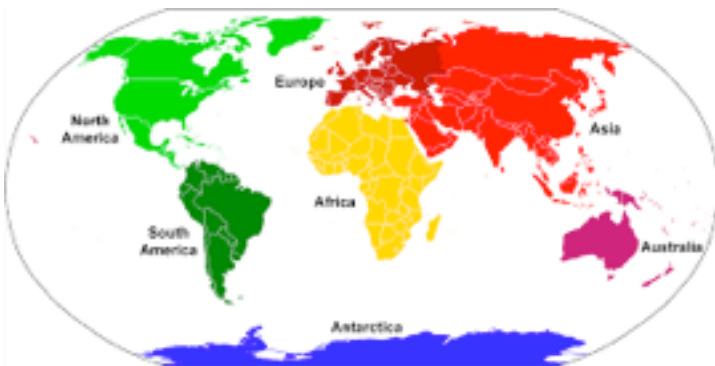 Europe
North
America
Asia
Africa
South
America
Australia
Antarctica